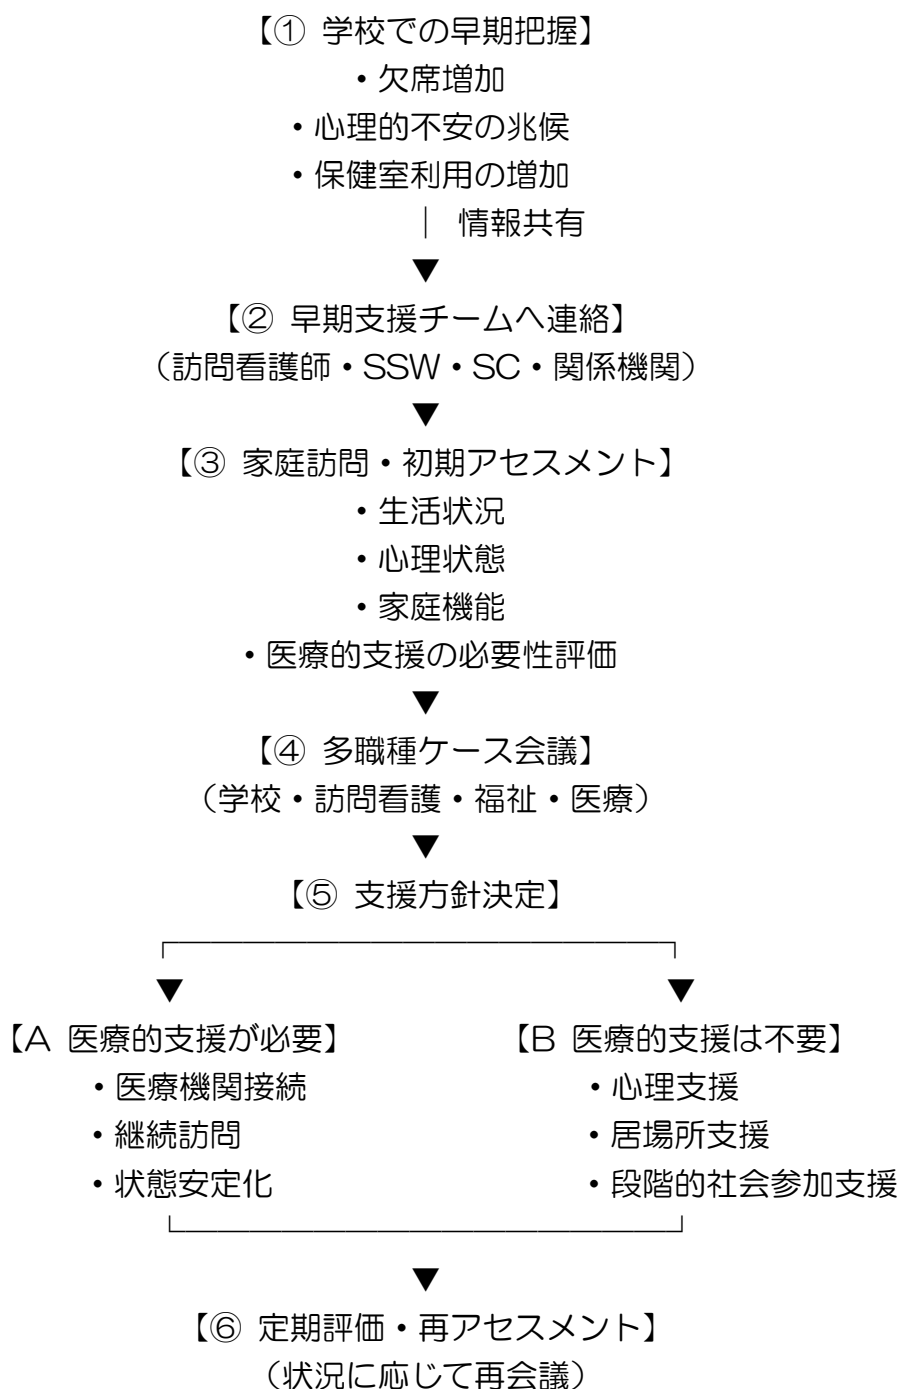 【① 学校での早期把握】
・欠席増加
・心理的不安の兆候
・保健室利用の増加
｜ 情報共有
▼
【② 早期支援チームへ連絡】
（訪問看護師・SSW・SC・関係機関）
▼
【③ 家庭訪問・初期アセスメント】
・生活状況
・心理状態
・家庭機能
・医療的支援の必要性評価
▼
【④ 多職種ケース会議】
（学校・訪問看護・福祉・医療）
▼
【⑤ 支援方針決定】
▼ ▼
【A 医療的支援が必要】 【B 医療的支援は不要】
・医療機関接続 ・心理支援
・継続訪問 ・居場所支援
・状態安定化 ・段階的社会参加支援
▼
【⑥ 定期評価・再アセスメント】
（状況に応じて再会議）